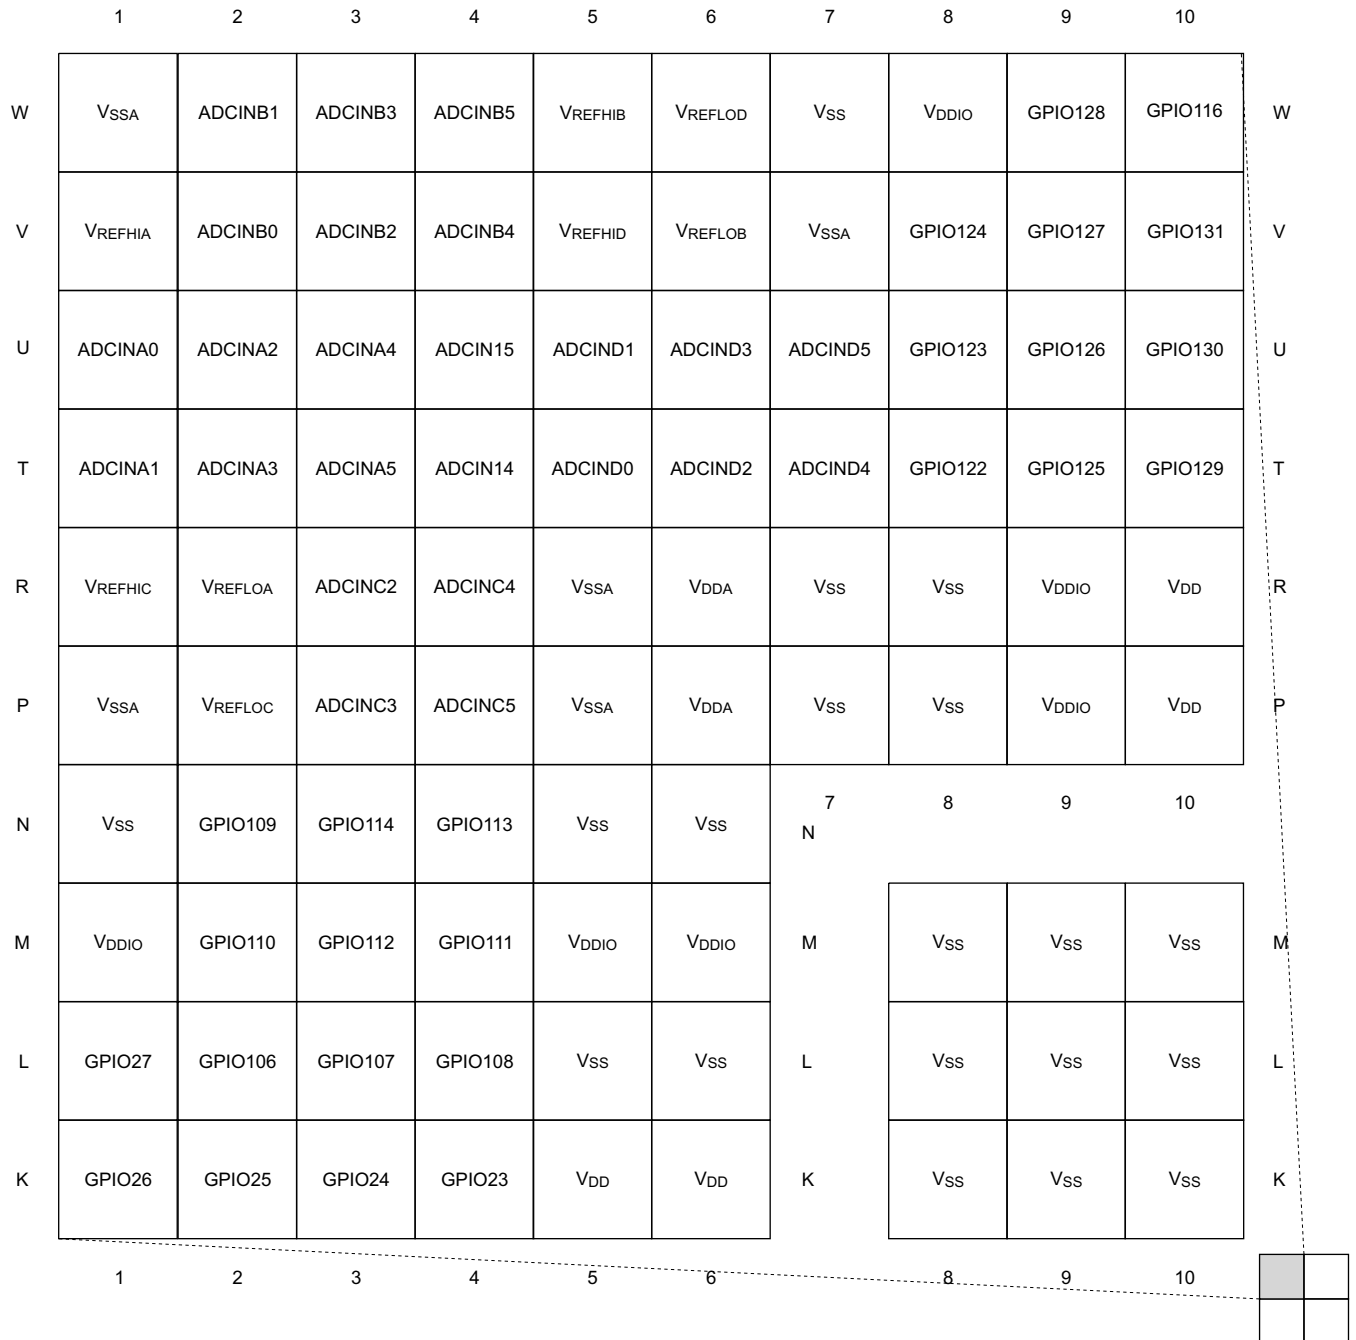 1 2 3 4 5 6 7 8 9 10
W VSSA ADCINB1 ADCINB3 ADCINB5 VREFHIB VREFLOD VSS VDDIO GPIO128 GPIO116 W
V VREFHIA ADCINB0 ADCINB2 ADCINB4 VREFHID VREFLOB VSSA GPIO124 GPIO127 GPIO131 V
U ADCINA0 ADCINA2 ADCINA4 ADCIN15 ADCIND1 ADCIND3 ADCIND5 GPIO123 GPIO126 GPIO130 U
T ADCINA1 ADCINA3 ADCINA5 ADCIN14 ADCIND0 ADCIND2 ADCIND4 GPIO122 GPIO125 GPIO129 T
R VREFHIC VREFLOA ADCINC2 ADCINC4 VSSA VDDA VSS VSS VDDIO VDD R
P VSSA VREFLOC ADCINC3 ADCINC5 VSSA VDDA VSS VSS VDDIO VDD P
7 8 9 10
N VSS GPIO109 GPIO114 GPIO113 VSS VSS N
M VDDIO GPIO110 GPIO112 GPIO111 VDDIO VDDIO M VSS VSS VSS M
L GPIO27 GPIO106 GPIO107 GPIO108 VSS VSS L VSS VSS VSS L
K GPIO26 GPIO25 GPIO24 GPIO23 VDD VDD K VSS VSS VSS K
1 2 3 4 5 6 8 9 10